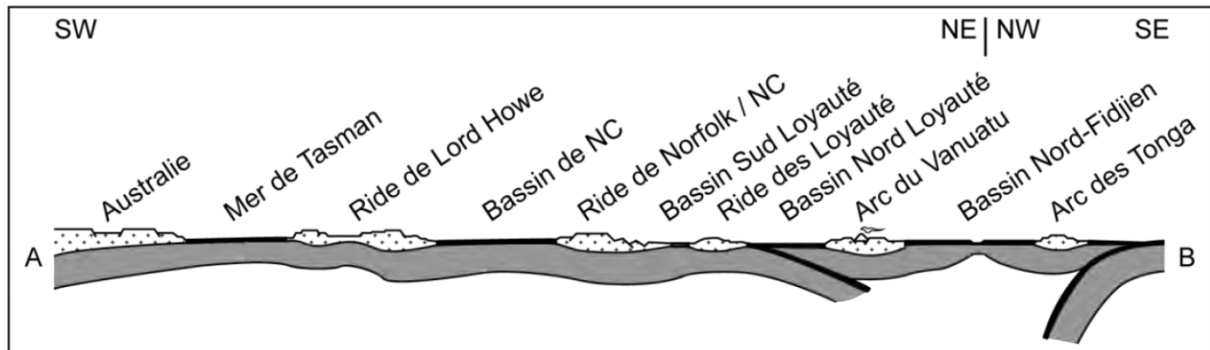 SW
NE
NW
SE
Australie
Mer de Tasman
Ride de Lord Howe
Bassin de NC
Ride de Norfolk / NC
Bassin Sud Loyauté
Ride des Loyauté
Bassin Nord Loyauté
Arc du Vanuatu
Bassin Nord-Fidjien
Arc des Tonga
A
B